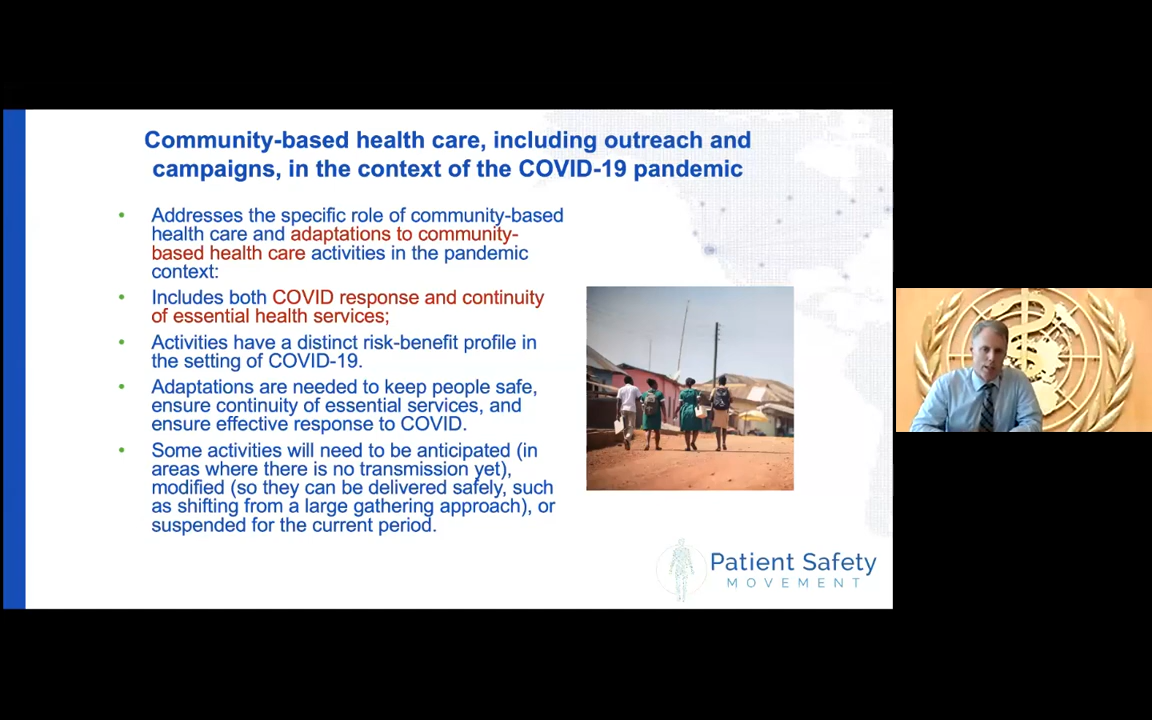 Community-based health care, including outreach and
campaigns, in the context of the COVID-19 pandemic
• Addresses the specific role of community-based
health care and adaptations to community-
based health care activities in the pandemic
context:
• Includes both COVID response and continuity
of essential health services;
• Activities have a distinct risk-benefit profile in
the setting of COVID-19.
• Adaptations are needed to keep people safe,
ensure continuity of essential services, and
ensure effective response to COVID.
• Some activities will need to be anticipated (in
areas where there is no transmission yet),
modified (so they can be delivered safely, such
as shifting from a large gathering approach), or
suspended for the current period.
Patient Safety
MOVEMENT